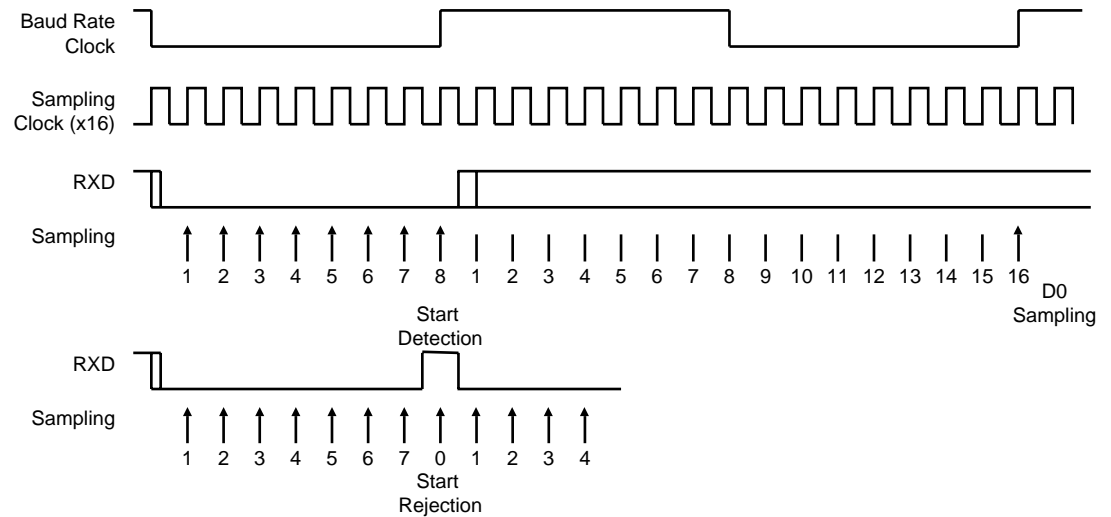 Baud Rate
Clock
Sampling
Clock (x16)
RXD
Sampling
1 2 3 4 5 6 7 8 1 2 3 4 5 6 7 8 9 10 11 12 13 14 15 16
D0
Sampling
Start
Detection
RXD
Sampling
1 2 3 4 5 6 7 0 1 2 3 4
Start
Rejection